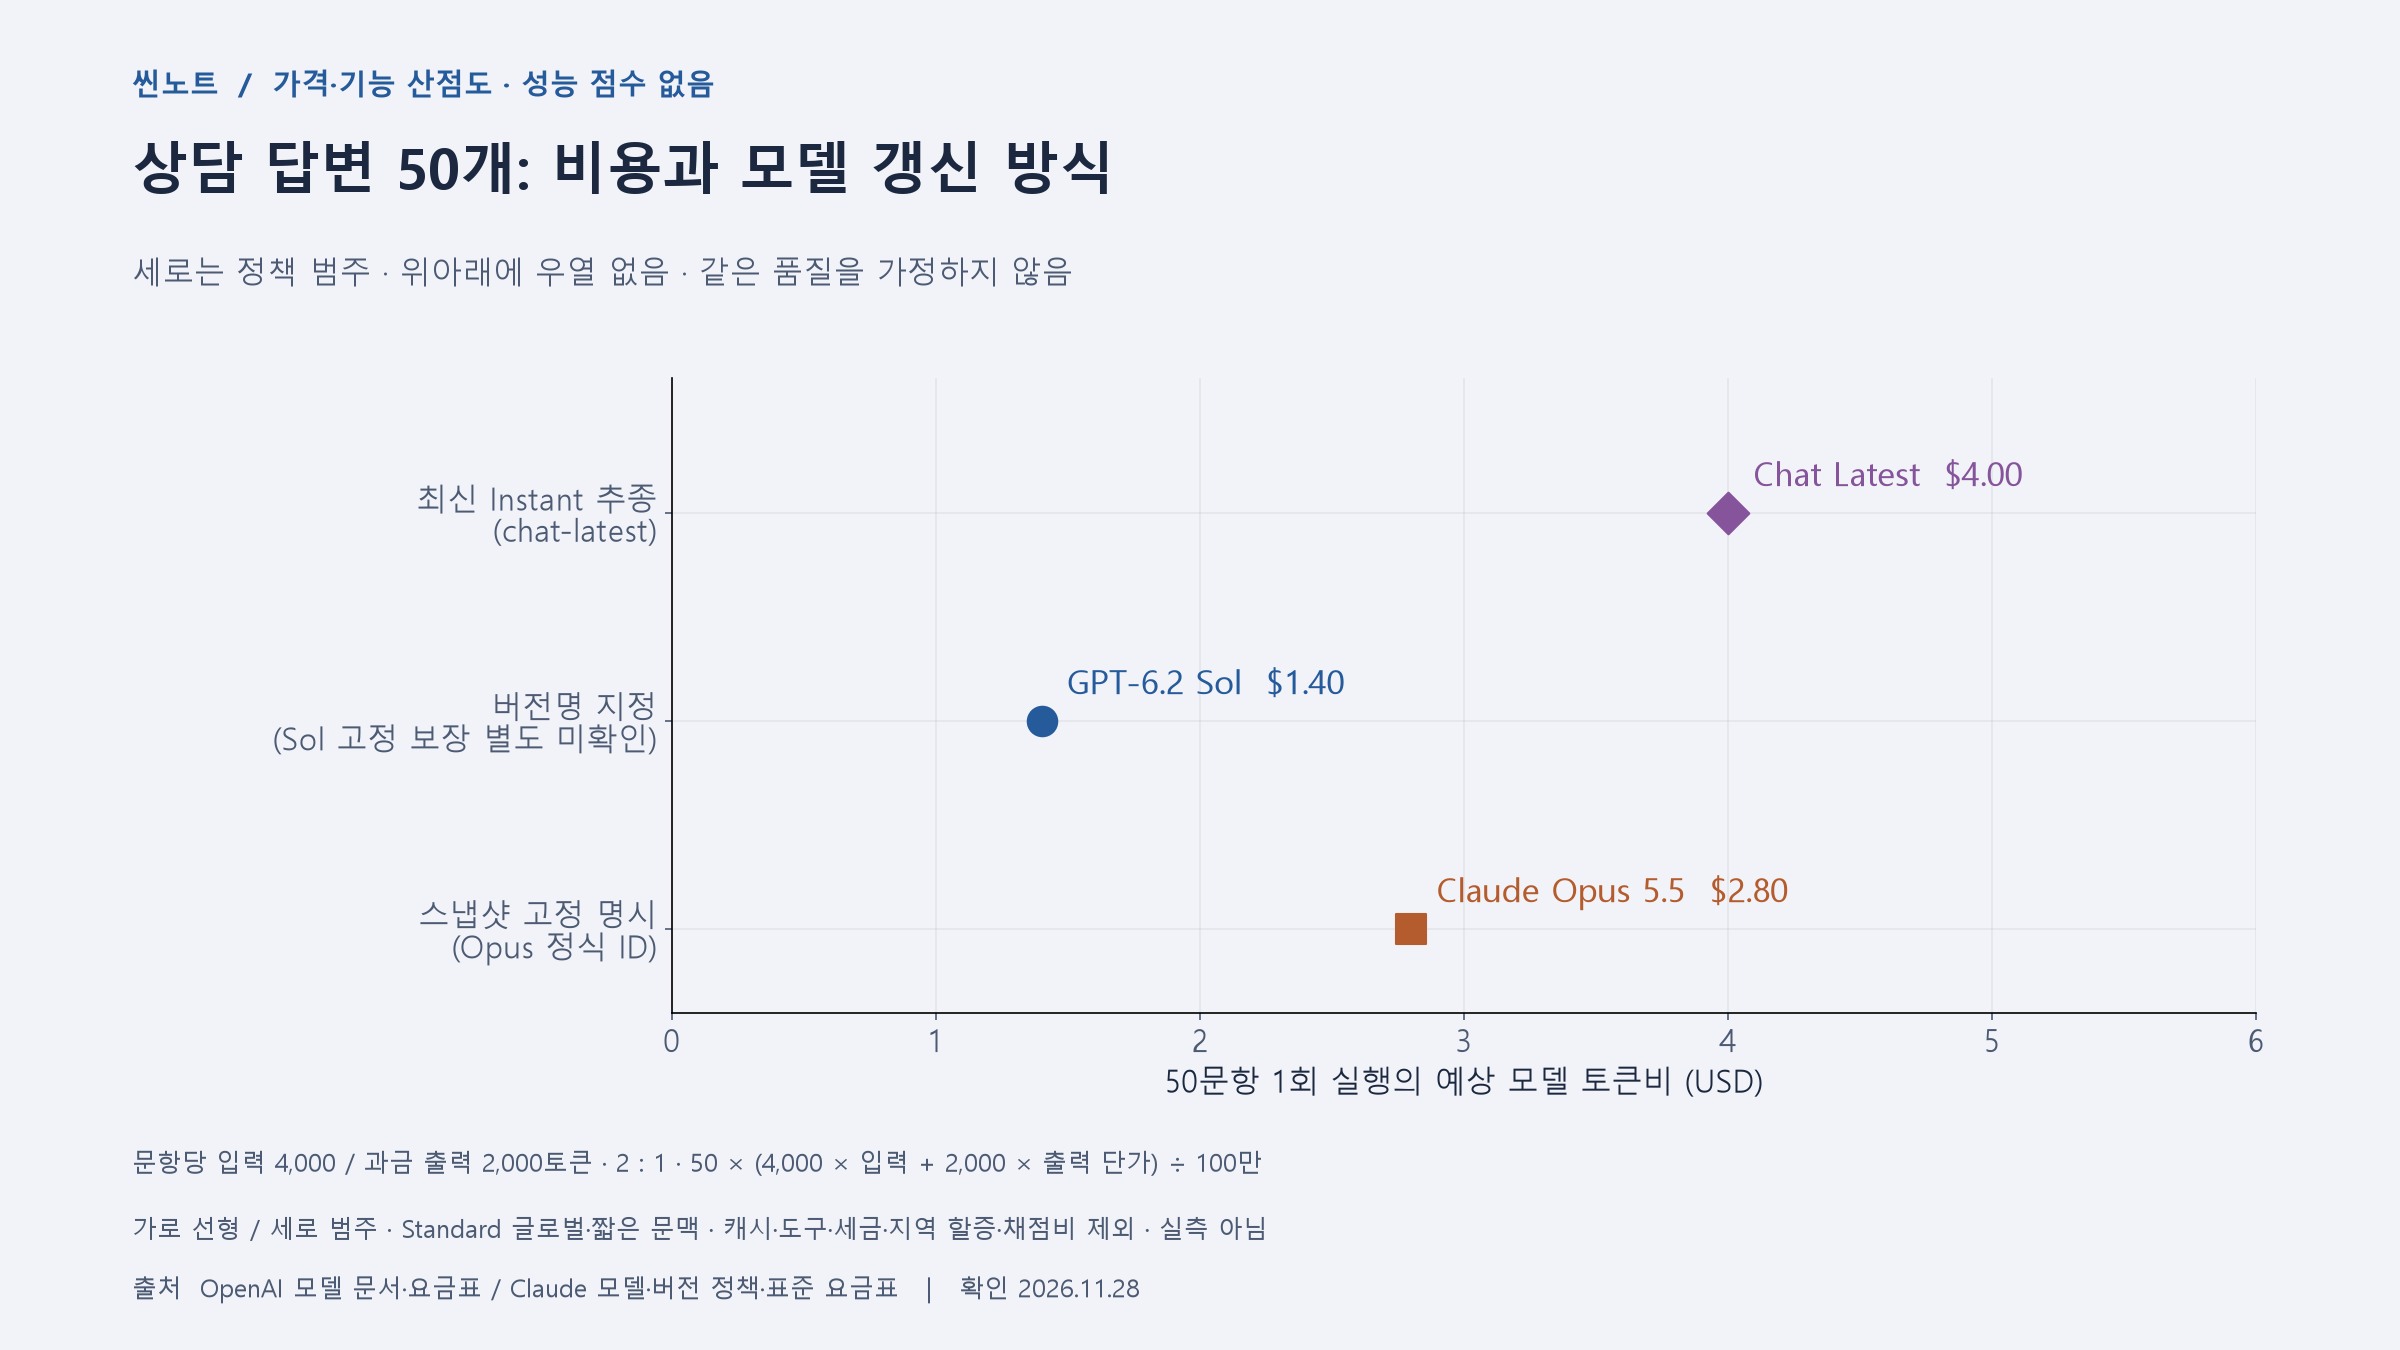 씬노트 / 가격·기능 산점도 · 성능 점수 없음
상담 답변 50개: 비용과 모델 갱신 방식
세로는 정책 범주 · 위아래에 우열 없음 · 같은 품질을 가정하지 않음
Chat Latest $4.00
최신 Instant 추종
(chat-latest)
GPT-6.2 Sol $1.40
버전명 지정
(Sol 고정 보장 별도 미확인)
Claude Opus 5.5 $2.80
스냅샷 고정 명시
(Opus 정식 ID)
0 1 2 3 4 5 6
50문항 1회 실행의 예상 모델 토큰비 (USD)
문항당 입력 4,000 / 과금 출력 2,000토큰 · 2 : 1 · 50 × (4,000 × 입력 + 2,000 × 출력 단가) ÷ 100만
가로 선형 / 세로 범주 · Standard 글로벌·짧은 문맥 · 캐시·도구·세금·지역 할증·채점비 제외 · 실측 아님
출처 OpenAI 모델 문서·요금표 / Claude 모델·버전 정책·표준 요금표 | 확인 2026.11.28